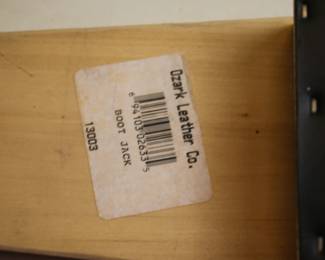 Ozark Leather Co.
6 94103 02633 5
BOOT JACK
13003